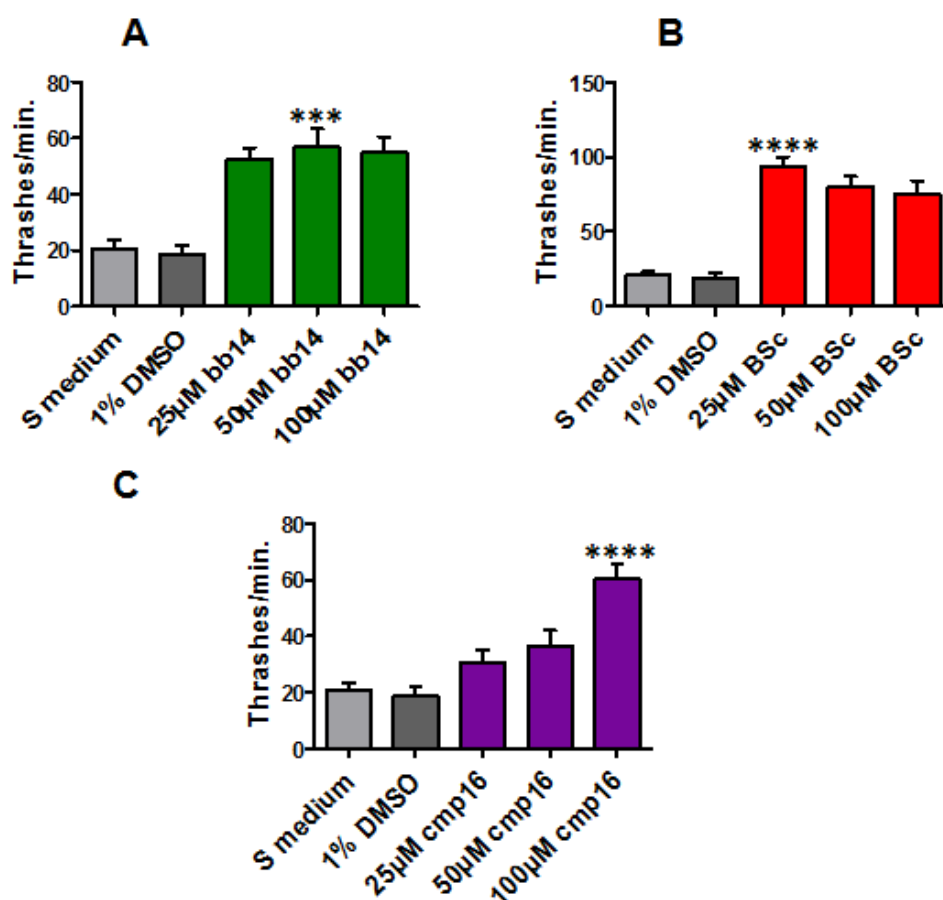 A
Thrashes/min.
80
60
40
20
0
***
S medium
1% DMSO
25µM bb14
50µM bb14
100µM bb14
B
Thrashes/min.
150
100
50
0
****
S medium
1% DMSO
25µM BSc
50µM BSc
100µM BSc
C
Thrashes/min.
80
60
40
20
0
****
S medium
1% DMSO
25µM cmp16
50µM cmp16
100µM cmp16